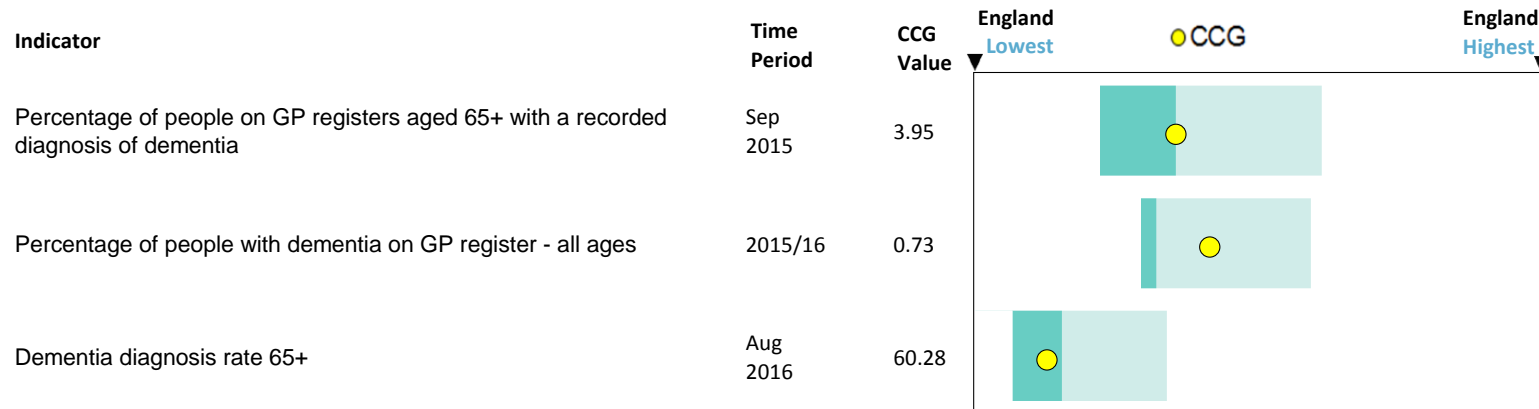 Indicator
Time
Period
CCG
Value
England
Lowest
CCG
England
Highest
Percentage of people on GP registers aged 65+ with a recorded
diagnosis of dementia
Sep
2015
3.95
Percentage of people with dementia on GP register - all ages
2015/16
0.73
Dementia diagnosis rate 65+
Aug
2016
60.28